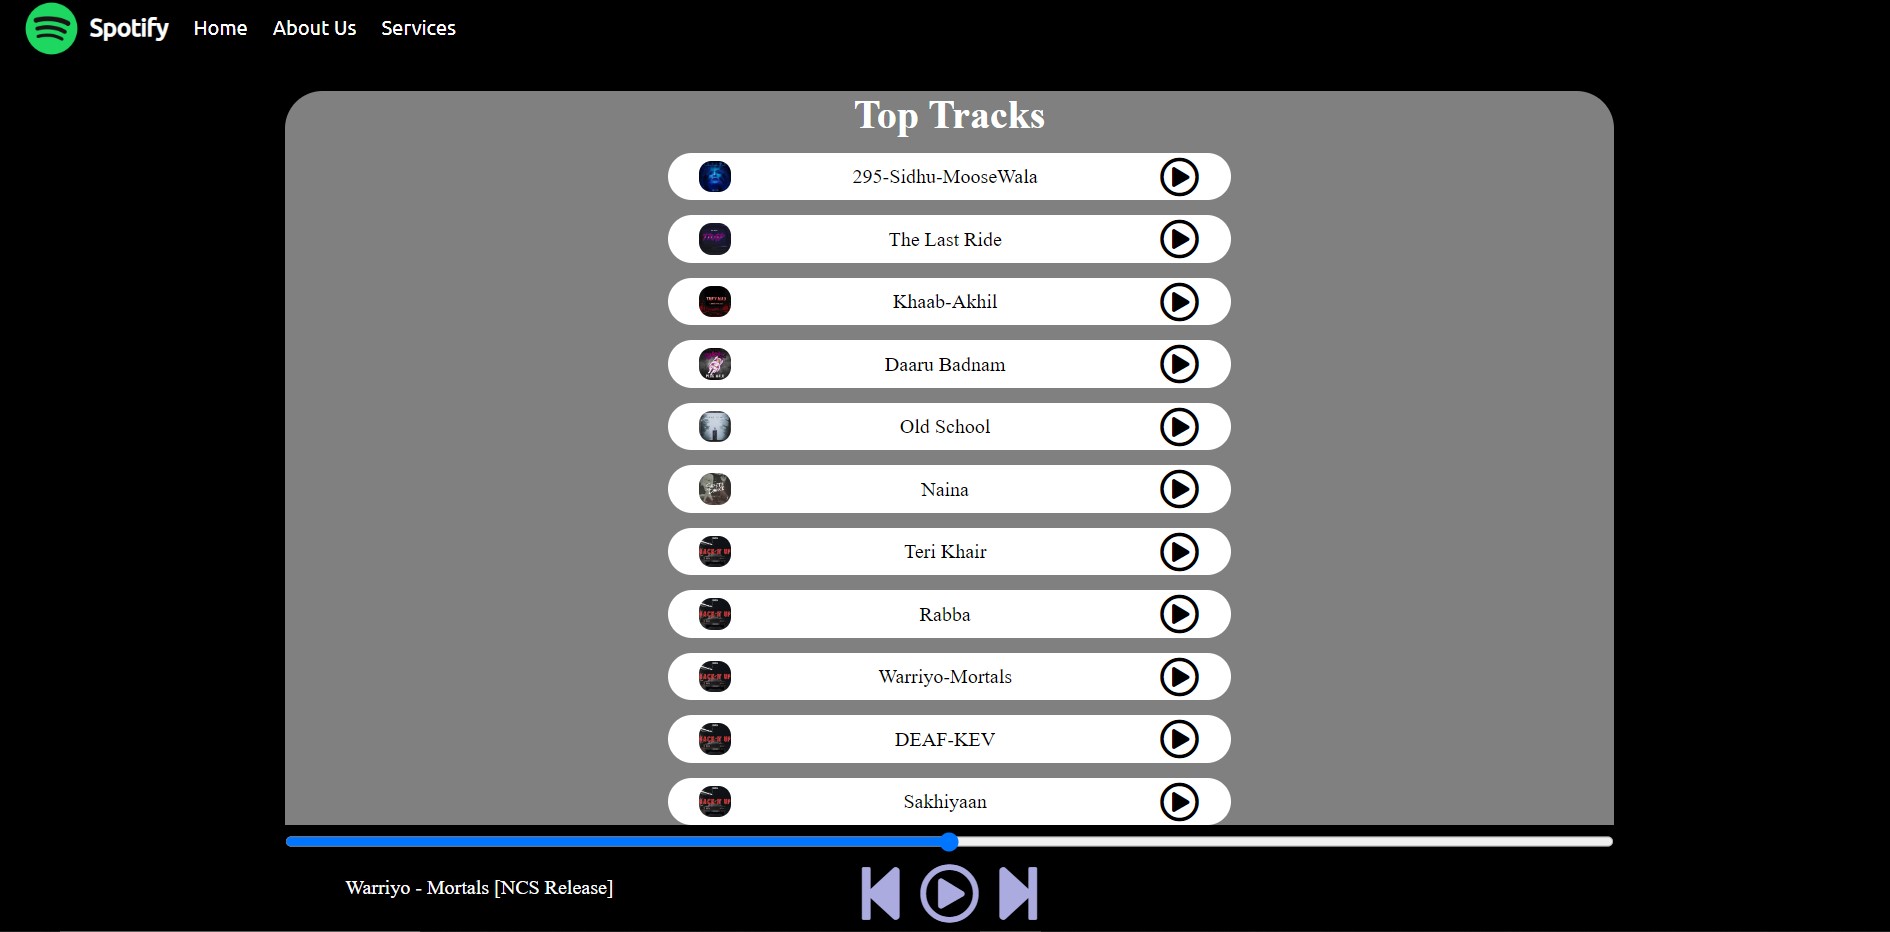 Spotify Home About Us Services
Top Tracks
295-Sidhu-MooseWala
The Last Ride
Khaab-Akhil
Daaru Badnam
Old School
Naina
Teri Khair
Rabba
Warriyo-Mortals
DEAF-KEV
Sakhiyaan
Warriyo - Mortals [NCS Release]